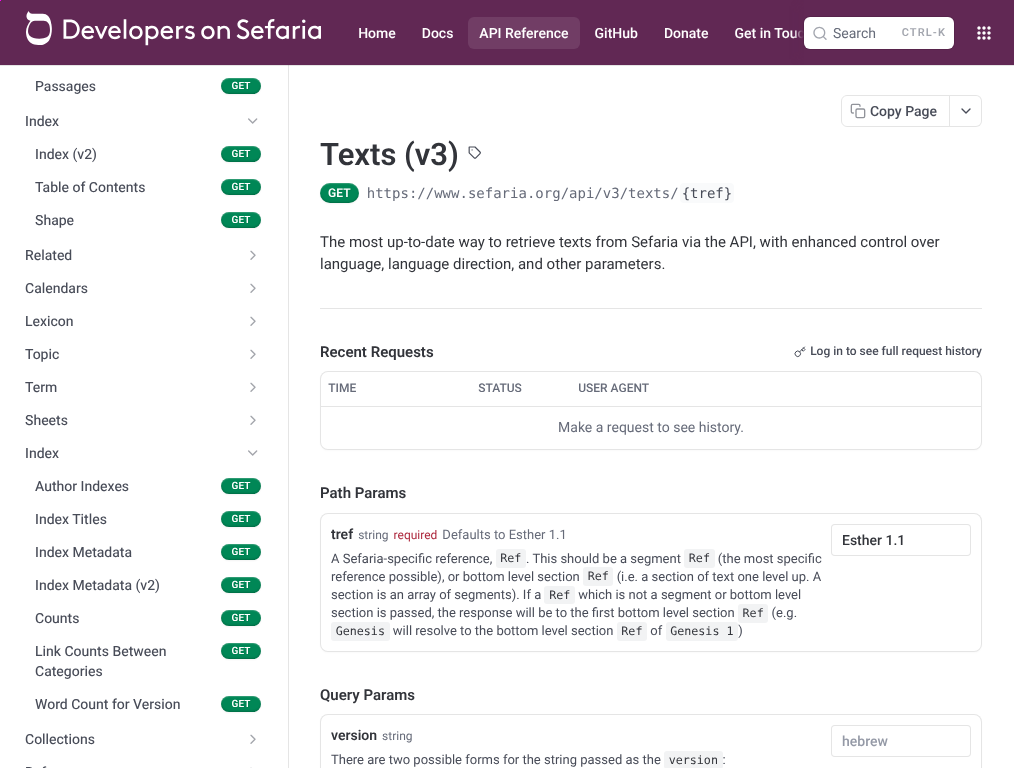 Developers on Sefaria
Home Docs API Reference GitHub Donate Get in Tou
Search CTRL-K
Passages GET
Index
Index (v2) GET
Table of Contents GET
Shape GET
Related
Calendars
Lexicon
Topic
Term
Sheets
Index
Author Indexes GET
Index Titles GET
Index Metadata GET
Index Metadata (v2) GET
Counts GET
Link Counts Between GET
Categories
Word Count for Version GET
Collections
Copy Page
Texts (v3)
GET https://www.sefaria.org/api/v3/texts/{tref}
The most up-to-date way to retrieve texts from Sefaria via the API, with enhanced control over
language, language direction, and other parameters.
Recent Requests
Log in to see full request history
TIME STATUS USER AGENT
Make a request to see history.
Path Params
tref string required Defaults to Esther 1.1
Esther 1.1
A Sefaria-specific reference, Ref. This should be a segment Ref (the most specific
reference possible), or bottom level section Ref (i.e. a section of text one level up. A
section is an array of segments). If a Ref which is not a segment or bottom level
section is passed, the response will be to the first bottom level section Ref (e.g.
Genesis will resolve to the bottom level section Ref of Genesis 1)
Query Params
version string
hebrew
There are two possible forms for the string passed as the version: